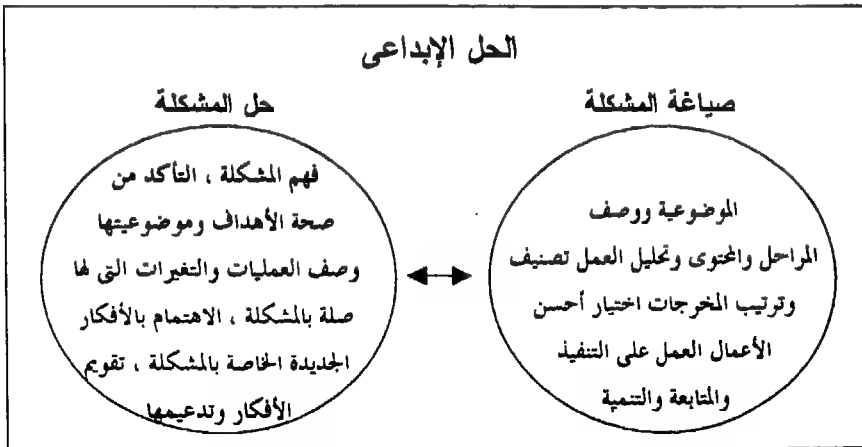 الحل الإبداعى
صياغة المشكلة
الموضوعية ووصف
المراحل والمحتوى وتحليل العمل تصنيف
وترتيب المخرجات اختيار أحسن
الأعمال العمل على التنفيذ
والمتابعة والتنمية
حل المشكلة
فهم المشكلة ، التأكد من
صحة الأهداف وموضوعيتها
وصف العمليات والتغيرات التى لها
صلة بالمشكلة ، الاهتمام بالأفكار
الجديدة الخاصة بالمشكلة ، تقويم
الأفكار وتدعيمها